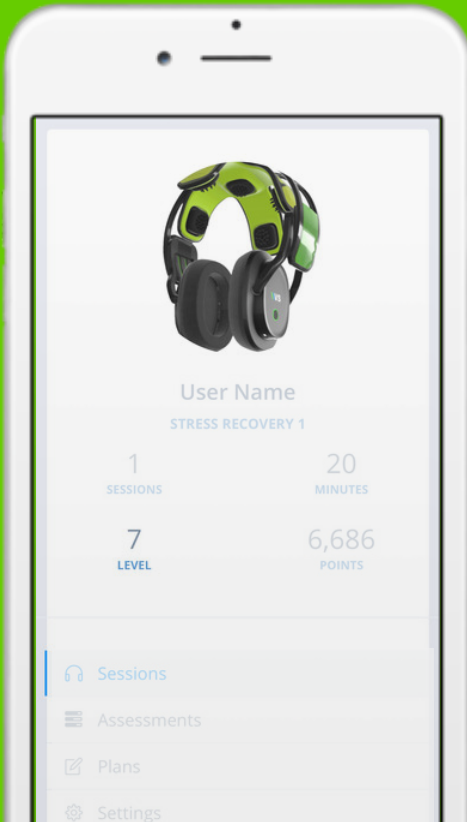 User Name
STRESS RECOVERY 1
1
20
SESSIONS
MINUTES
7
6,686
LEVEL
POINTS
Sessions
Assessments
Plans
Settings